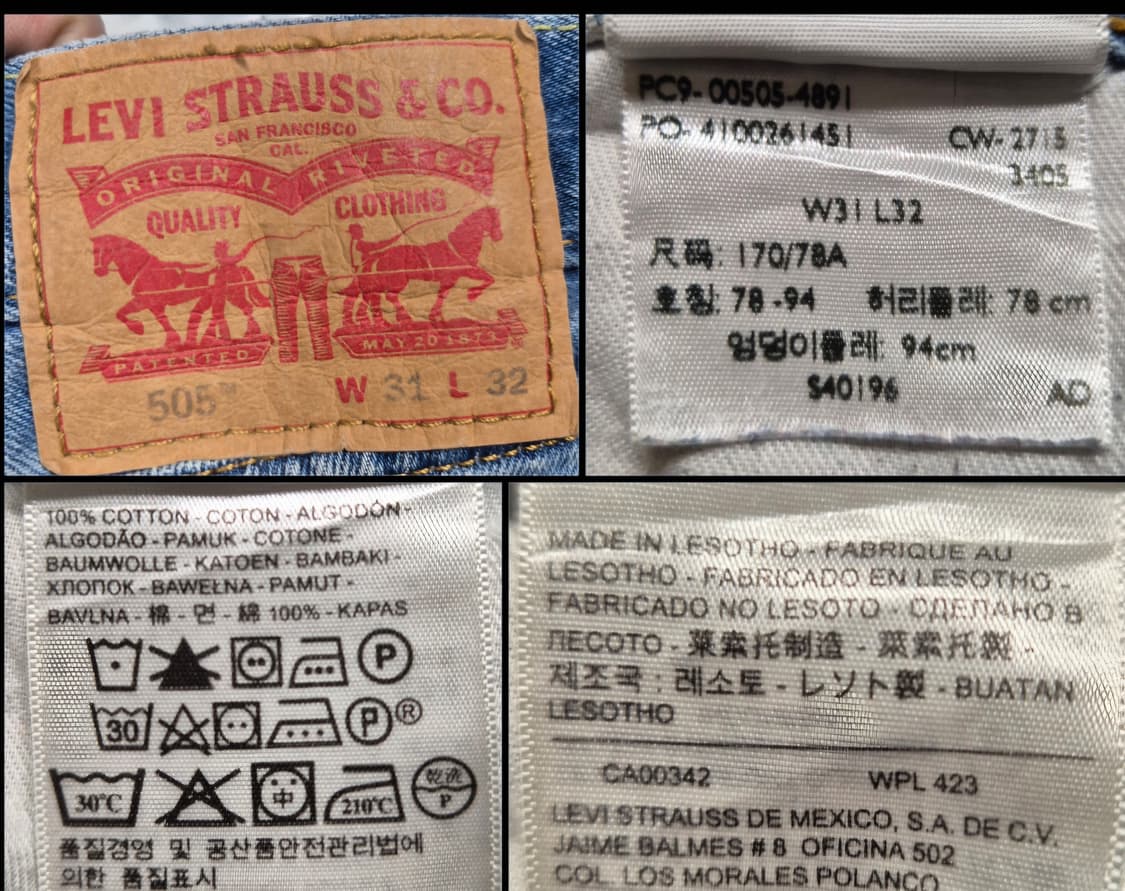 LEVI STRAUSS & CO.
SAN FRANCISCO
CAL.
ORIGINAL RIVETED
QUALITY CLOTHING
PATENTED MAY 20 1873
505™ W 31 L 32
PC9-00505-4891
PO-4100261451 CW-2715
3405
W31 L32
尺码: 170/78A
호칭: 78-94 허리둘레: 78 cm
엉덩이둘레: 94cm
S40196 AD
100% COTTON - COTON - ALGODÓN -
ALGODÃO - PAMUK - COTONE -
BAUMWOLLE - KATOEN - BAMBAKI -
ХЛОПОК - BAWEŁNA - PAMUT -
BAVLNA - 棉 - 면 - 綿 100% - KAPAS
P
30 P ®
30°C 中 210°C 乾洗 P
품질경영 및 공산품안전관리법에
의한 품질표시
MADE IN LESOTHO - FABRIQUE AU
LESOTHO - FABRICADO EN LESOTHO -
FABRICADO NO LESOTO - СДЕЛАНО В
ЛЕСОТО - 莱索托制造 - 萊索托製 -
제조국 : 레소토 - レソト製 - BUATAN
LESOTHO
CA00342 WPL 423
LEVI STRAUSS DE MEXICO, S.A. DE C.V.
JAIME BALMES # 8 OFICINA 502
COL. LOS MORALES POLANCO